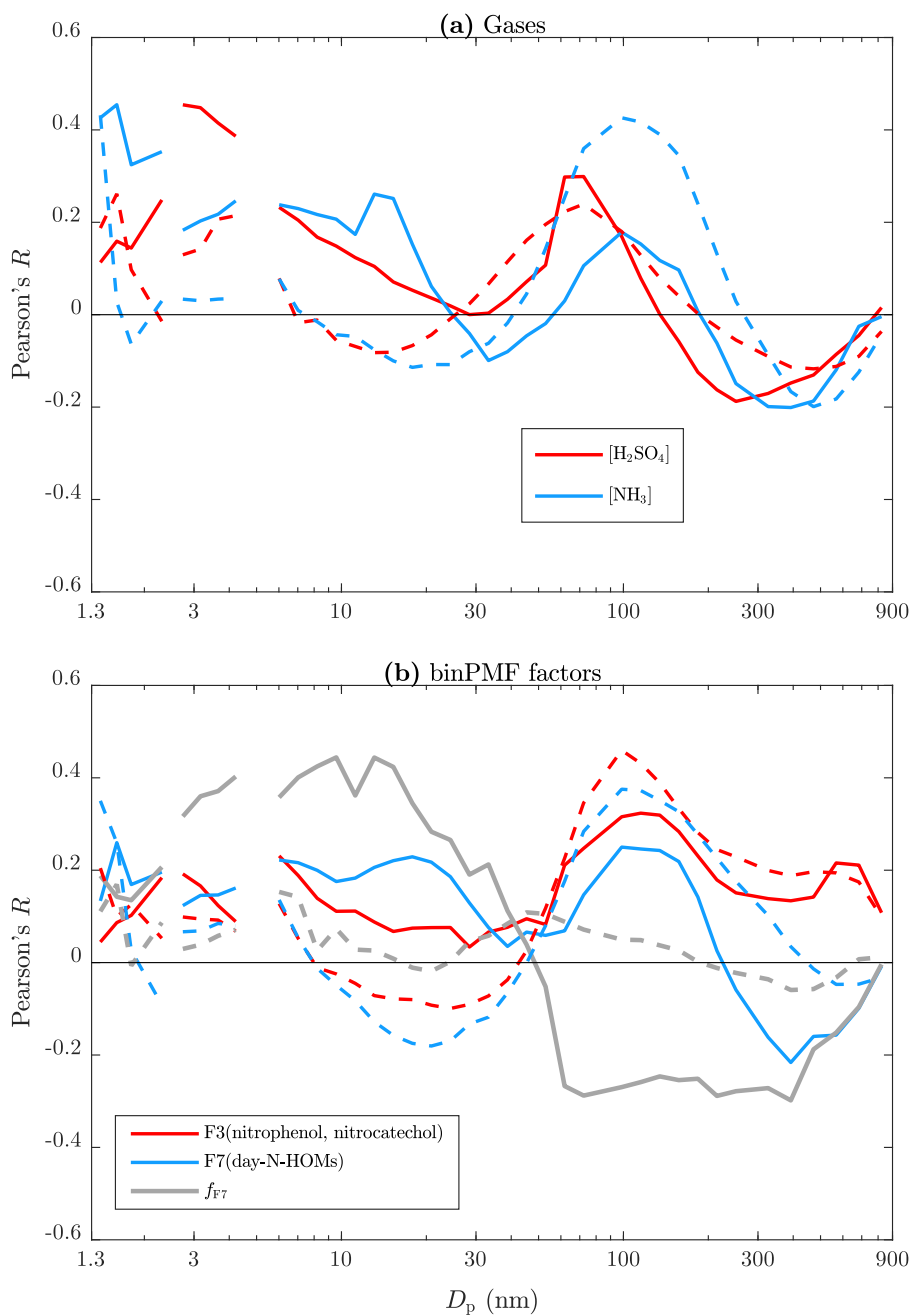 (a) Gases
0.6
0.4
0.2
0
-0.2
-0.4
-0.6
Pearson's R
[H₂SO₄]
[NH₃]
1.3 3 10 30 100 300 900
(b) binPMF factors
0.6
0.4
0.2
0
-0.2
-0.4
-0.6
Pearson's R
F3(nitrophenol, nitrocatechol)
F7(day-N-HOMs)
f_F7
1.3 3 10 30 100 300 900
D_p (nm)